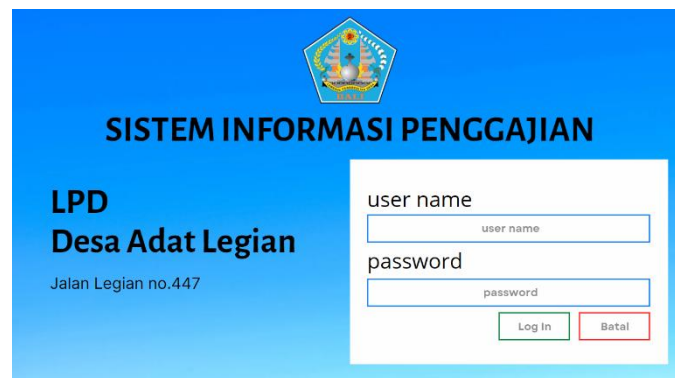 BALI
SISTEM INFORMASI PENGGAJIAN
LPD
Desa Adat Legian
Jalan Legian no.447
user name
user name
password
password
Log In
Batal